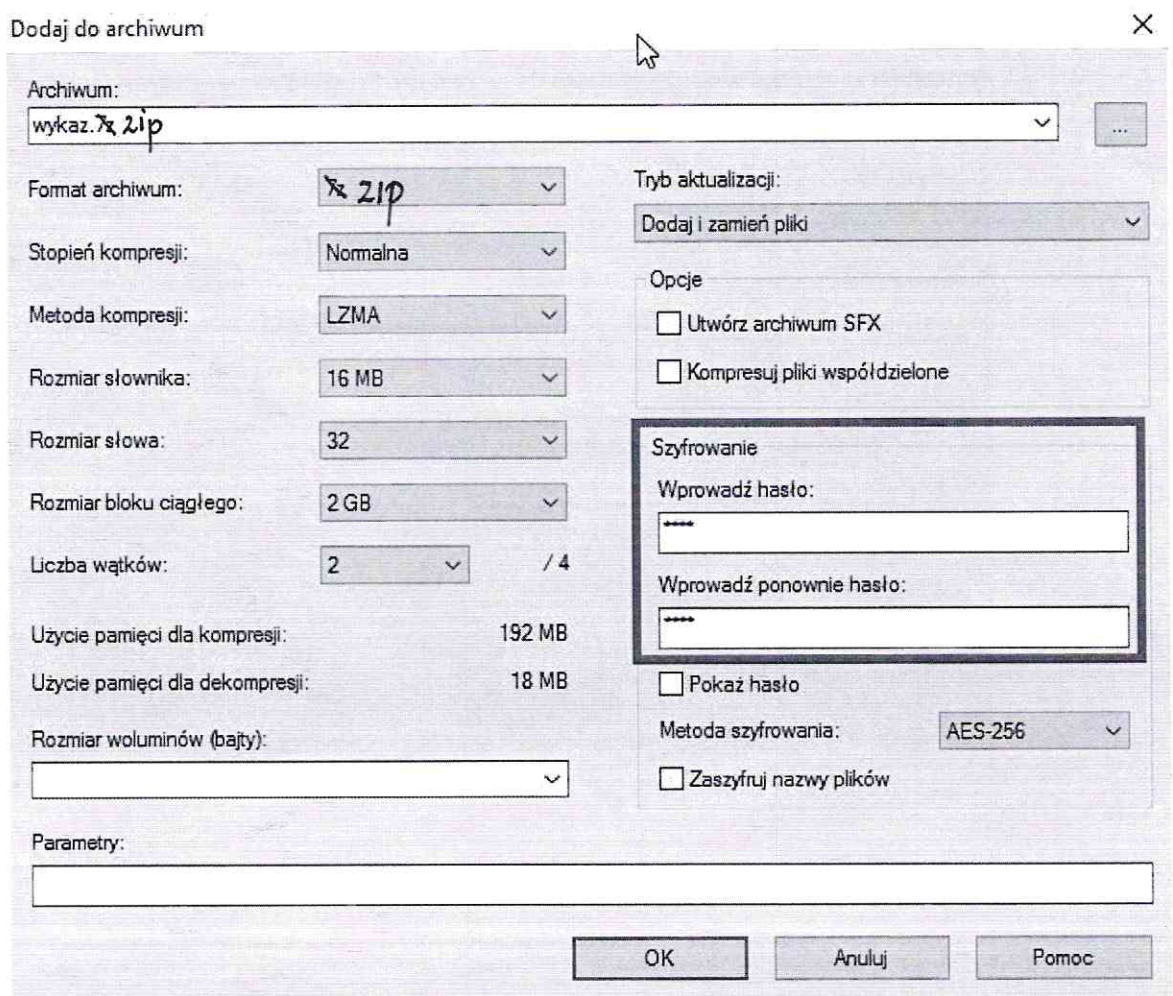 Dodaj do archiwum
Archiwum:
wykaz.7z zip
...
Format archiwum:
7z zip
Stopień kompresji:
Normalna
Metoda kompresji:
LZMA
Rozmiar słownika:
16 MB
Rozmiar słowa:
32
Rozmiar bloku ciągłego:
2 GB
Liczba wątków:
2
/ 4
Użycie pamięci dla kompresji:
192 MB
Użycie pamięci dla dekompresji:
18 MB
Rozmiar woluminów (bajty):
Parametry:
Tryb aktualizacji:
Dodaj i zamień pliki
Opcje
Utwórz archiwum SFX
Kompresuj pliki współdzielone
Szyfrowanie
Wprowadź hasło:
****
Wprowadź ponownie hasło:
****
Pokaż hasło
Metoda szyfrowania:
AES-256
Zaszyfruj nazwy plików
OK
Anuluj
Pomoc